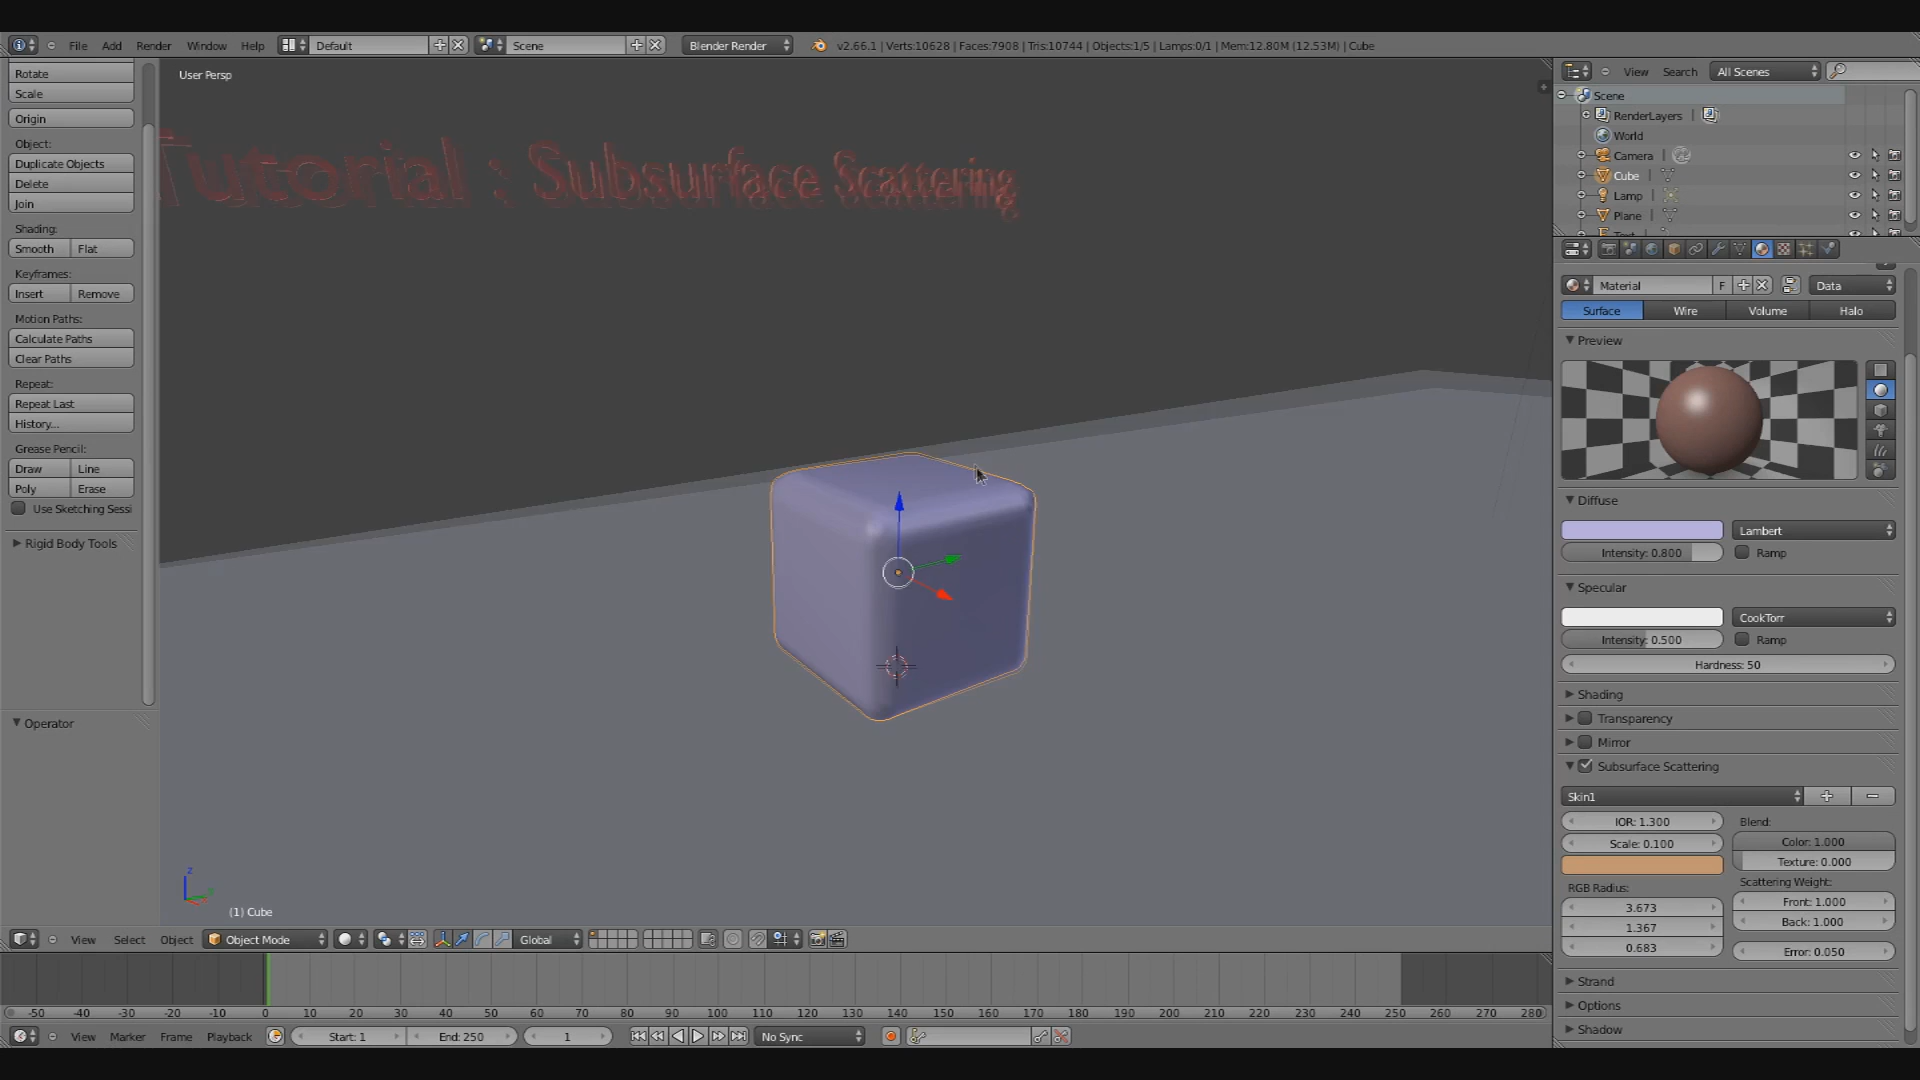 File Add Render Window Help Default Scene Blender Render v2.66.1 | Verts:10628 | Faces:7908 | Tris:10744 | Objects:1/5 | Lamps:0/1 | Mem:12.80M (12.53M) | Cube
Rotate
Scale
Origin
Object:
Duplicate Objects
Delete
Join
Shading:
Smooth Flat
Keyframes:
Insert Remove
Motion Paths:
Calculate Paths
Clear Paths
Repeat:
Repeat Last
History...
Grease Pencil:
Draw Line
Poly Erase
Use Sketching Sessi
Rigid Body Tools
Operator
User Persp
Tutorial : Subsurface Scattering
(1) Cube
View Search All Scenes
Scene
RenderLayers |
World
Camera |
Cube |
Lamp |
Plane |
Material F Data
Surface Wire Volume Halo
Preview
Diffuse
Lambert
Intensity: 0.800 Ramp
Specular
CookTorr
Intensity: 0.500 Ramp
Hardness: 50
Shading
Transparency
Mirror
Subsurface Scattering
Skin1
IOR: 1.300 Blend:
Scale: 0.100 Color: 1.000
Texture: 0.000
RGB Radius: Scattering Weight:
3.673 Front: 1.000
1.367 Back: 1.000
0.683 Error: 0.050
Strand
Options
Shadow
View Select Object Object Mode Global
-50 -40 -30 -20 -10 0 10 20 30 40 50 60 70 80 90 100 110 120 130 140 150 160 170 180 190 200 210 220 230 240 250 260 270 280
View Marker Frame Playback Start: 1 End: 250 1 No Sync
x
z